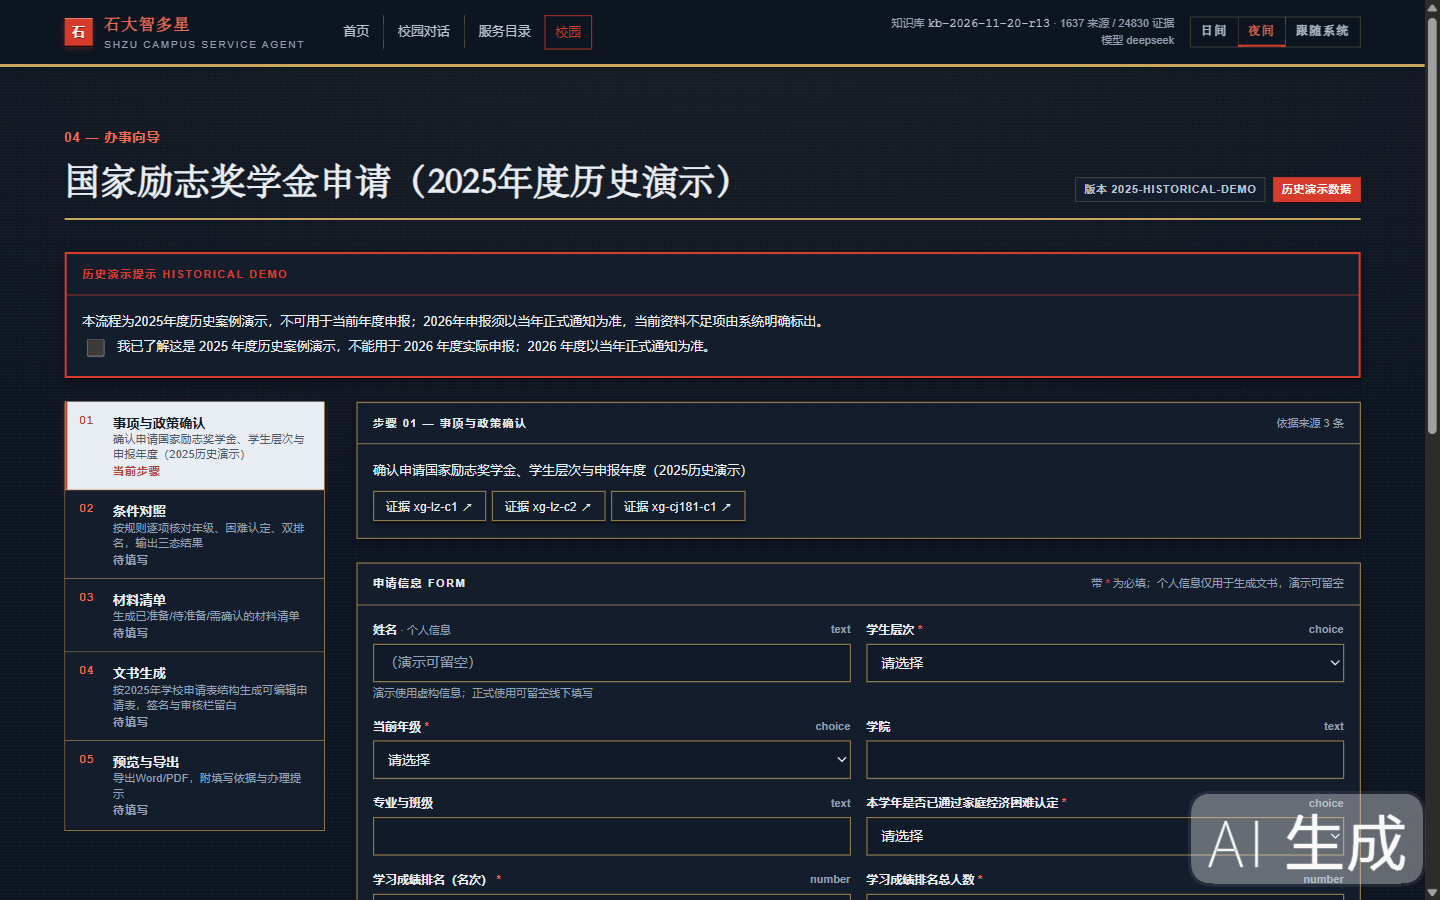 石
石大智多星
SHZU CAMPUS SERVICE AGENT
首页
校园对话
服务目录
校园
知识库 kb-2026-11-20-r13 · 1637 来源 / 24830 证据
模型 deepseek
日间
夜间
跟随系统
04 — 办事向导
国家励志奖学金申请（2025年度历史演示）
版本 2025-HISTORICAL-DEMO
历史演示数据
历史演示提示 HISTORICAL DEMO
本流程为2025年度历史案例演示，不可用于当前年度申报；2026年申报须以当年正式通知为准，当前资料不足项由系统明确标出。
我已了解这是 2025 年度历史案例演示，不能用于 2026 年度实际申报；2026 年度以当年正式通知为准。
01
事项与政策确认
确认申请国家励志奖学金、学生层次与
申报年度（2025历史演示）
当前步骤
02
条件对照
按规则逐项核对年级、困难认定、双排
名，输出三态结果
待填写
03
材料清单
生成已准备/待准备/需确认的材料清单
待填写
04
文书生成
按2025年学校申请表结构生成可编辑申
请表，签名与审核栏留白
待填写
05
预览与导出
导出Word/PDF，附填写依据与办理提
示
待填写
步骤 01 — 事项与政策确认
依据来源 3 条
确认申请国家励志奖学金、学生层次与申报年度（2025历史演示）
证据 xg-lz-c1 ↗
证据 xg-lz-c2 ↗
证据 xg-cj181-c1 ↗
申请信息 FORM
带 * 为必填；个人信息仅用于生成文书，演示可留空
姓名 · 个人信息
text
（演示可留空）
演示使用虚构信息；正式使用可留空线下填写
学生层次 *
choice
请选择
当前年级 *
choice
请选择
学院
text
专业与班级
text
本学年是否已通过家庭经济困难认定 *
choice
请选择
学习成绩排名（名次） *
number
学习成绩排名总人数 *
number
AI 生成